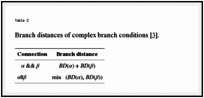 Table 2
Branch distances of complex branch conditions [3].
Connection Branch distance
α && β BD(α) + BD(β)
α||β min (BD(α), BD(β))